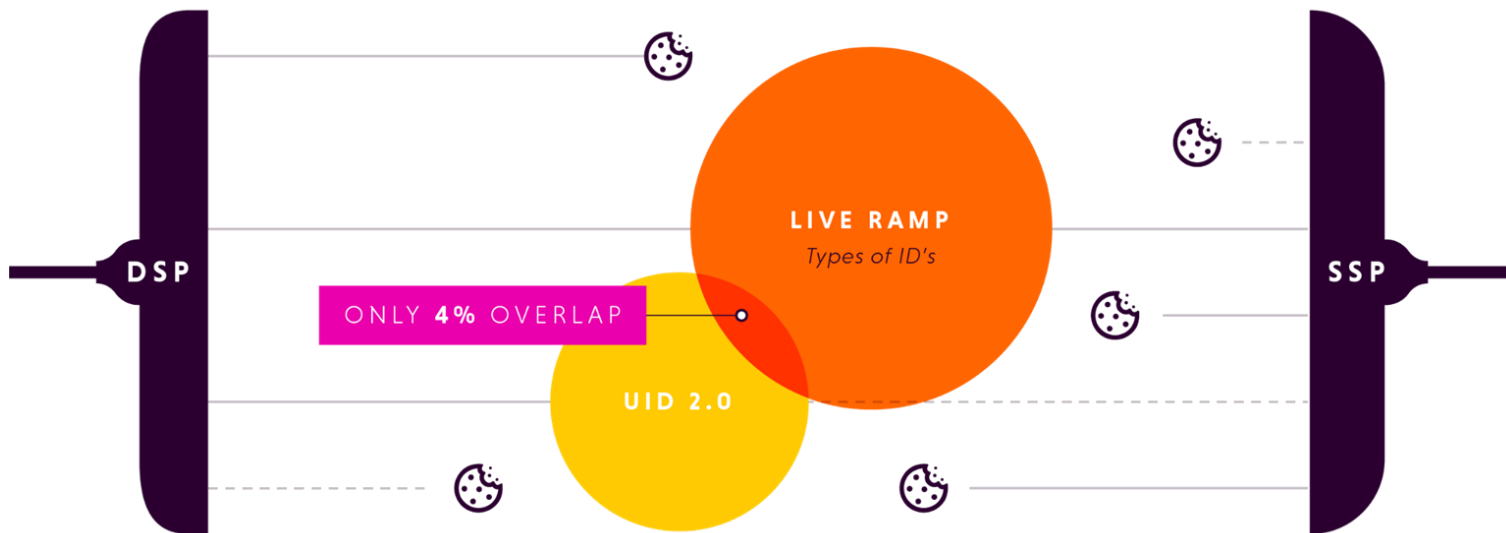 LIVE RAMP
Types of ID's
DSP
SSP
ONLY 4% OVERLAP
UID 2.0